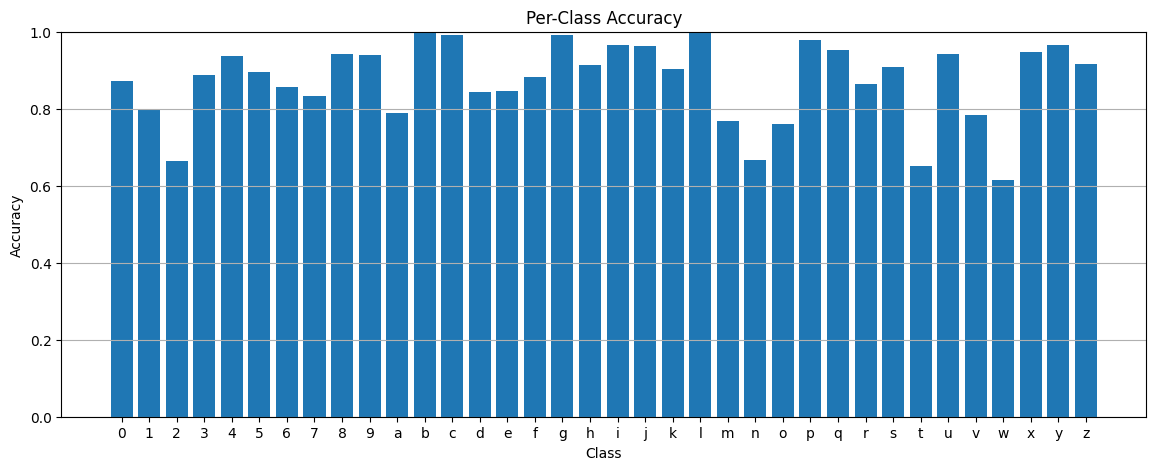 Per-Class Accuracy
1.0
0.8
0.6
0.4
0.2
0.0
Accuracy
0 1 2 3 4 5 6 7 8 9 a b c d e f g h i j k l m n o p q r s t u v w x y z
Class